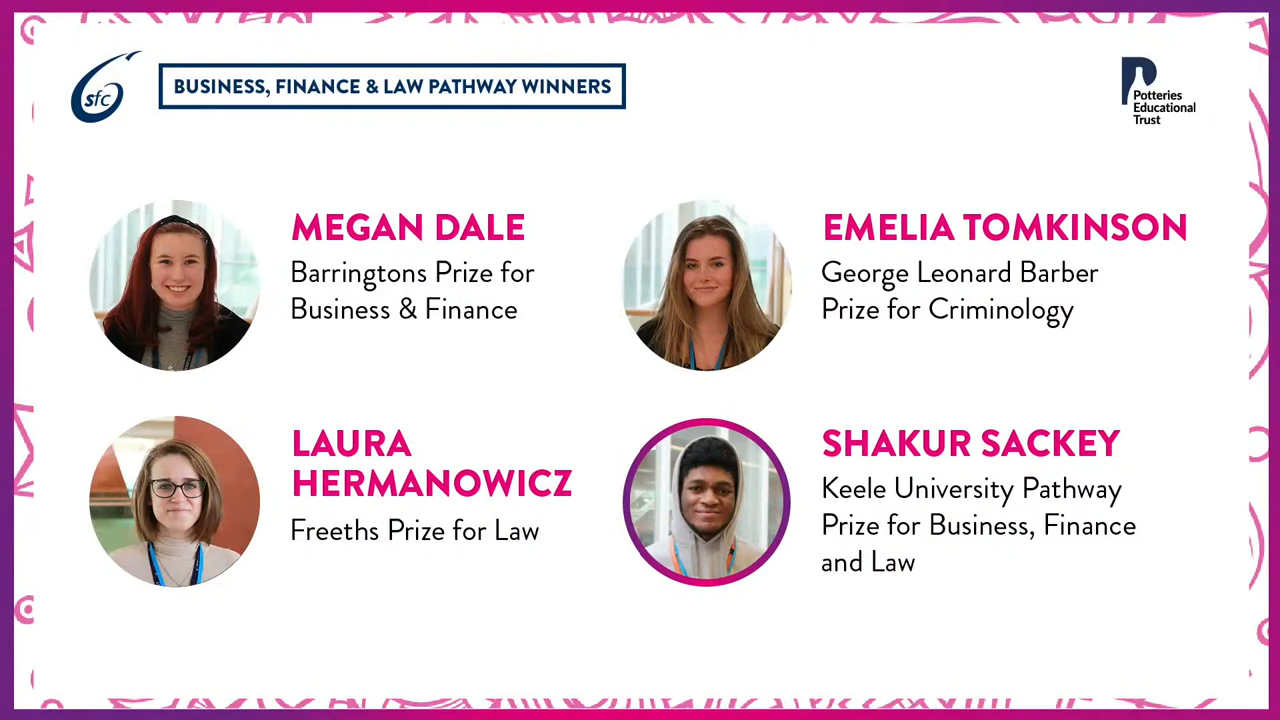 sfc
BUSINESS, FINANCE & LAW PATHWAY WINNERS
Potteries
Educational
Trust
MEGAN DALE
Barringtons Prize for
Business & Finance
EMELIA TOMKINSON
George Leonard Barber
Prize for Criminology
LAURA
HERMANOWICZ
Freeths Prize for Law
SHAKUR SACKEY
Keele University Pathway
Prize for Business, Finance
and Law